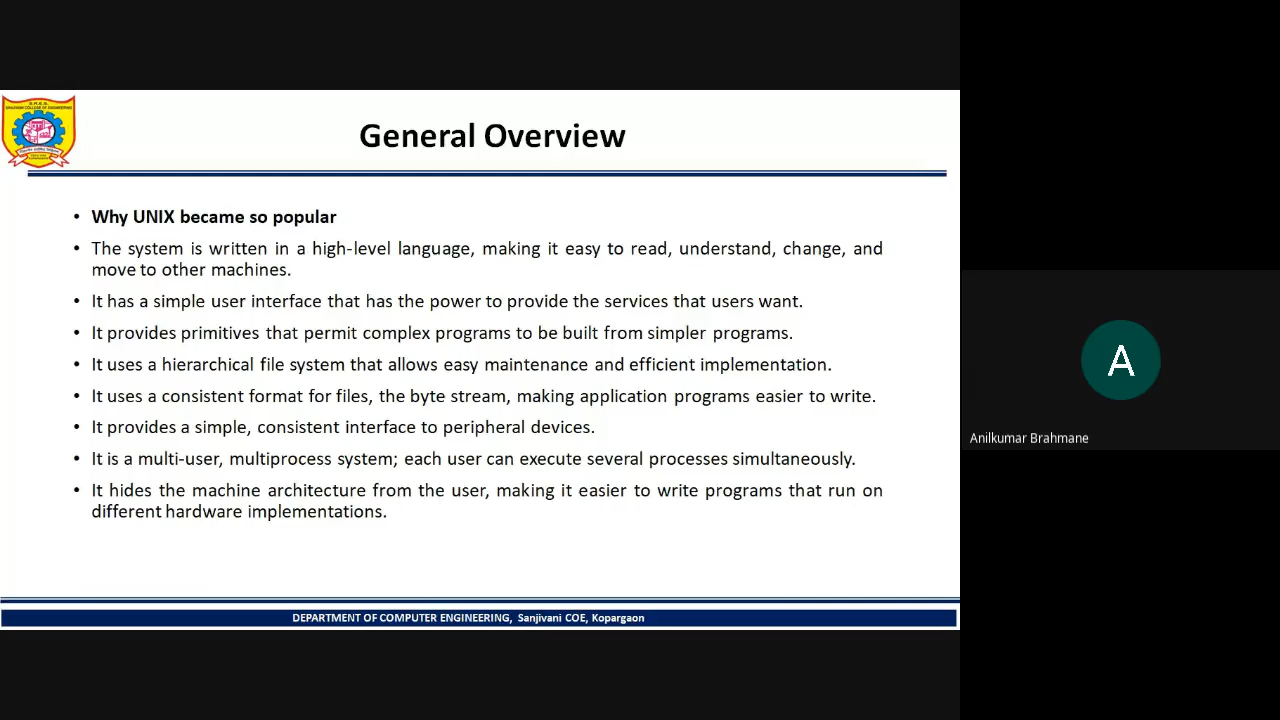 General Overview
• Why UNIX became so popular
• The system is written in a high-level language, making it easy to read, understand, change, and
move to other machines.
• It has a simple user interface that has the power to provide the services that users want.
• It provides primitives that permit complex programs to be built from simpler programs.
• It uses a hierarchical file system that allows easy maintenance and efficient implementation.
• It uses a consistent format for files, the byte stream, making application programs easier to write.
• It provides a simple, consistent interface to peripheral devices.
• It is a multi-user, multiprocess system; each user can execute several processes simultaneously.
• It hides the machine architecture from the user, making it easier to write programs that run on
different hardware implementations.
DEPARTMENT OF COMPUTER ENGINEERING, Sanjivani COE, Kopargaon
A
Anilkumar Brahmane